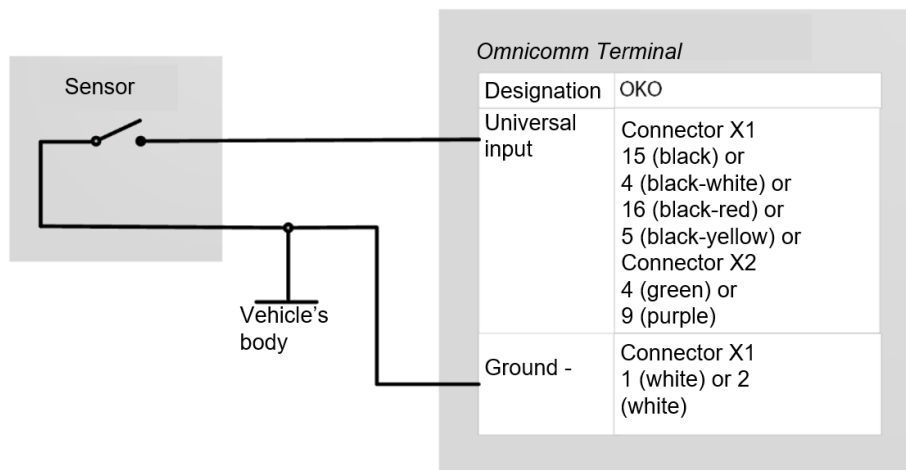 Omnicomm Terminal
Sensor
Designation
OKO
Universal
input
Connector X1
15 (black) or
4 (black-white) or
16 (black-red) or
5 (black-yellow) or
Connector X2
4 (green) or
9 (purple)
Vehicle’s
body
Ground -
Connector X1
1 (white) or 2
(white)